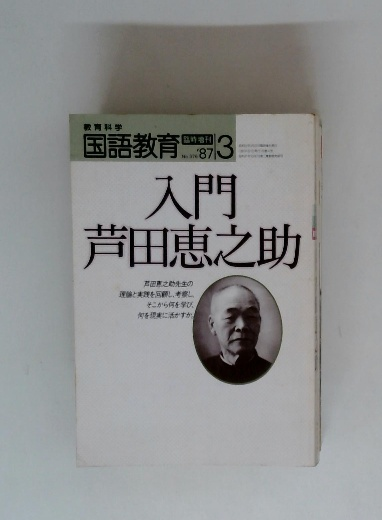 教育科学
国語教育 臨時増刊 '87 3
入門
芦田恵之助
芦田恵之助先生の
理論と実践を回顧し、考察し、
そこから何を学び、
何を現実に活かすか。